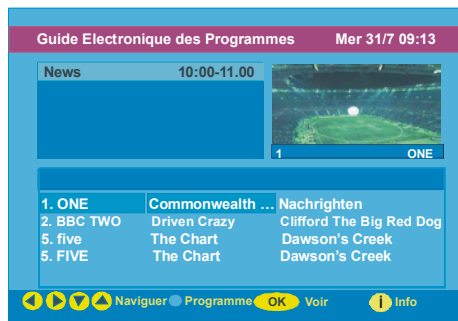 Guide Electronique des Programmes Mer 31/7 09:13
News 10:00-11.00
1 ONE
1. ONE Commonwealth ... Nachrighten
2. BBC TWO Driven Crazy Clifford The Big Red Dog
5. five The Chart Dawson's Creek
5. FIVE The Chart Dawson's Creek
Naviguer Programme OK Voir i Info